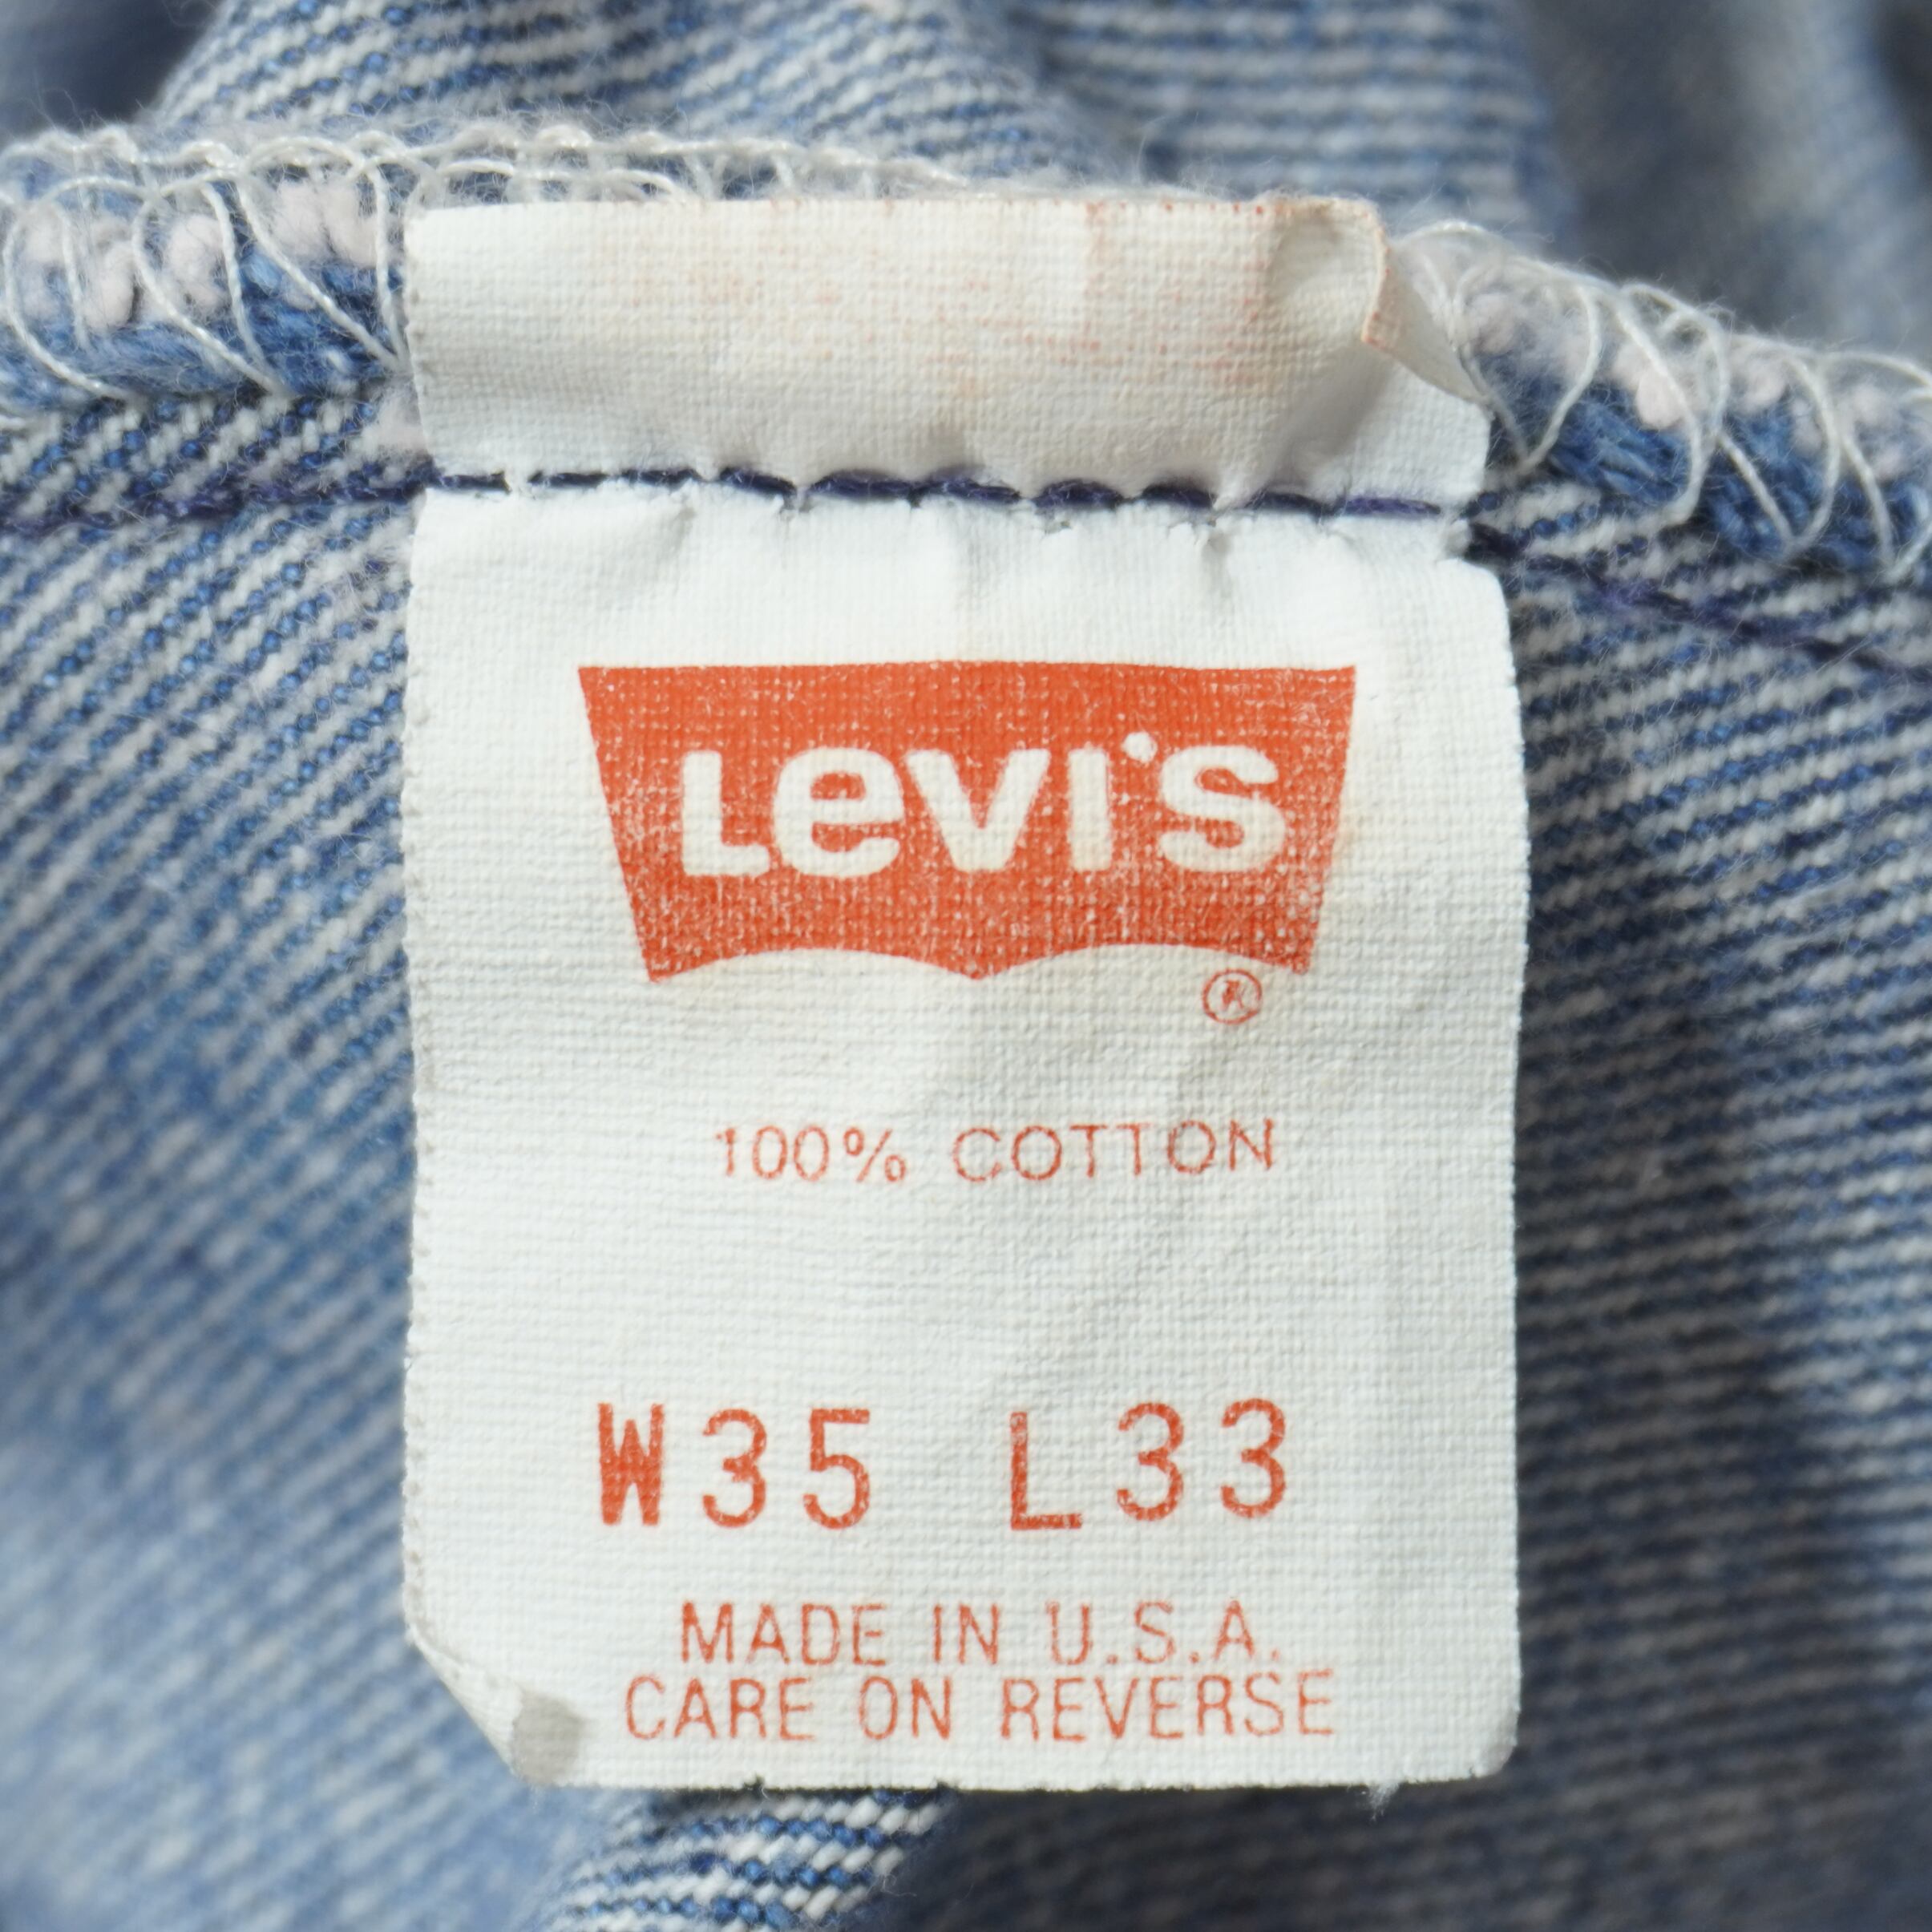 Levi's
®
100% COTTON
W35 L33
MADE IN U.S.A.
CARE ON REVERSE